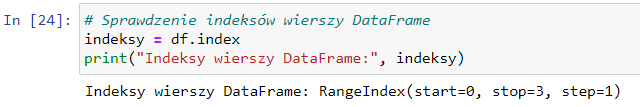 In [24]: # Sprawdzenie indeksów wierszy DataFrame
indeksy = df.index
print("Indeksy wierszy DataFrame:", indeksy)
Indeksy wierszy DataFrame: RangeIndex(start=0, stop=3, step=1)